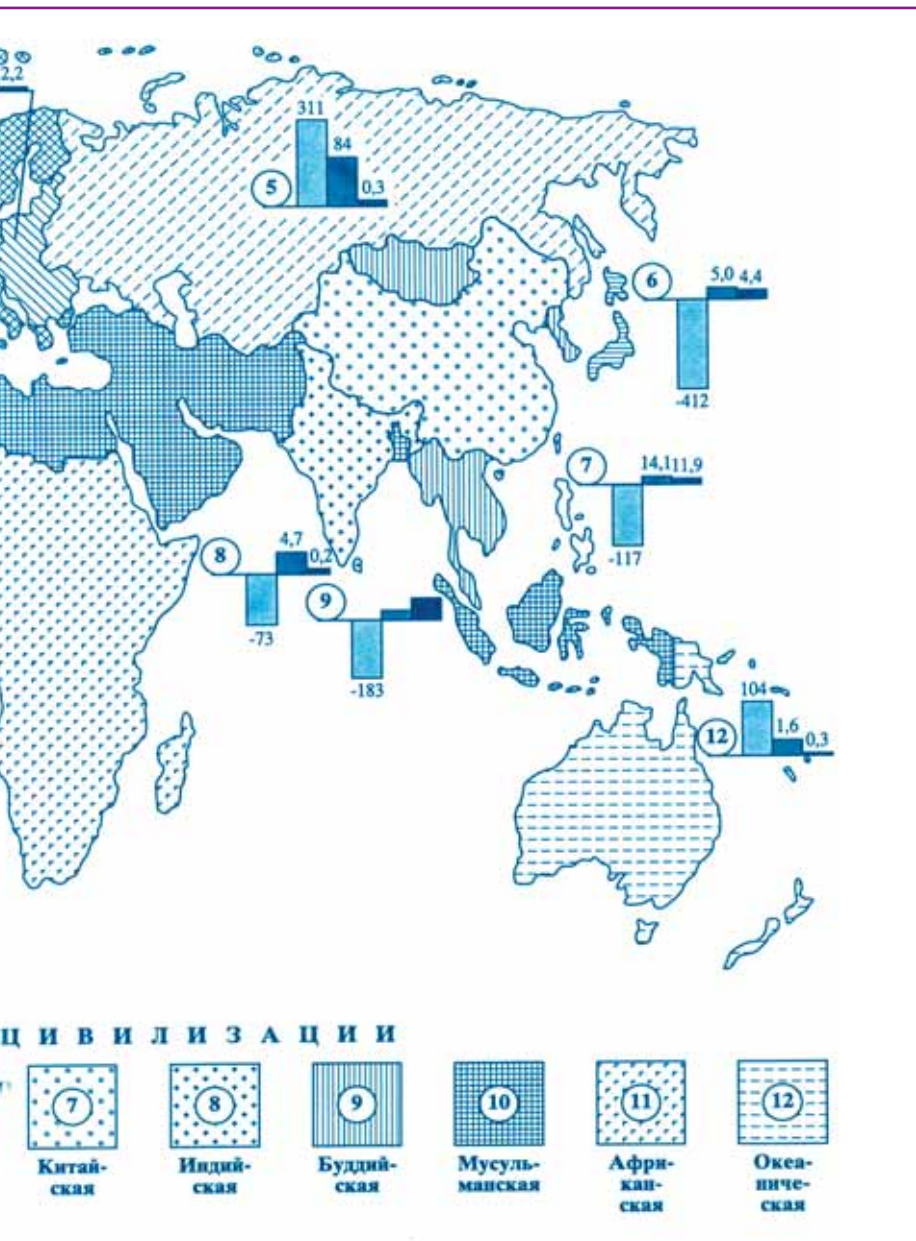 2,2
311
84
0,3
5
6
5,0 4,4
-412
7
14,1 11,9
-117
8
4,7
0,2
-73
9
-183
104
12
1,6
0,3
ЦИВИЛИЗАЦИИ
7
8
9
10
11
12
Китай-
ская
Индий-
ская
Буддий-
ская
Мусуль-
манская
Афри-
кан-
ская
Океа-
ниче-
ская